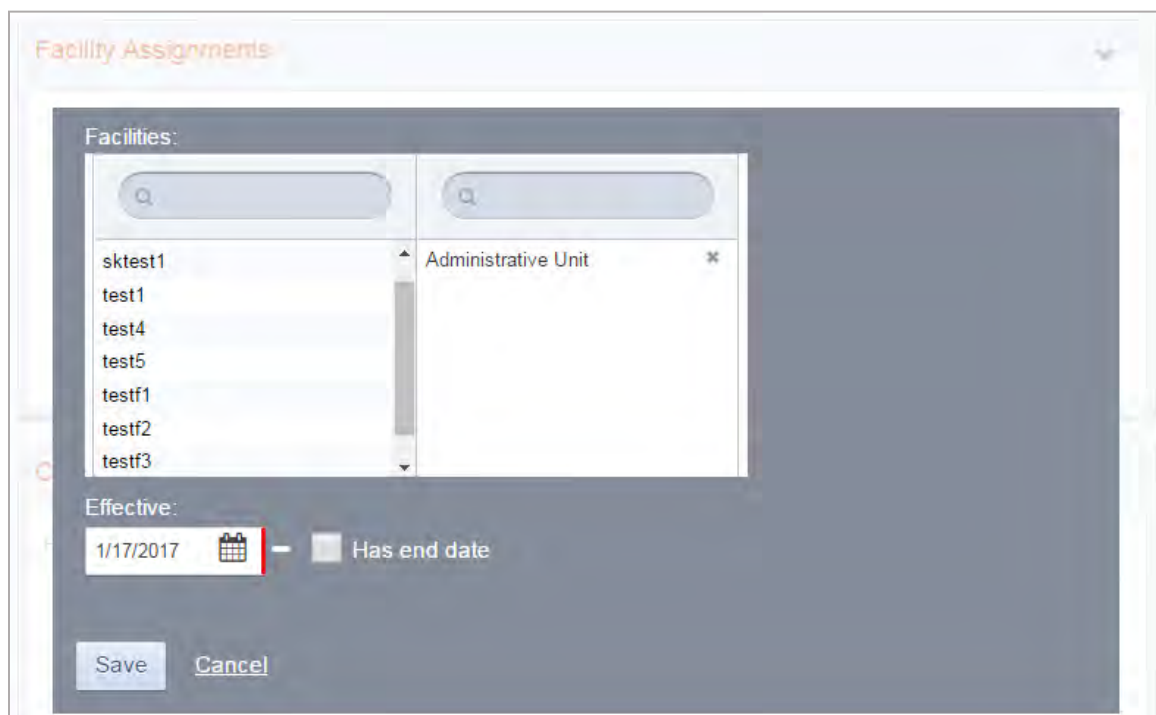 Facility Assignments
Facilities:
sktest1
test1
test4
test5
testf1
testf2
testf3
Administrative Unit
Effective:
1/17/2017
Has end date
Save
Cancel